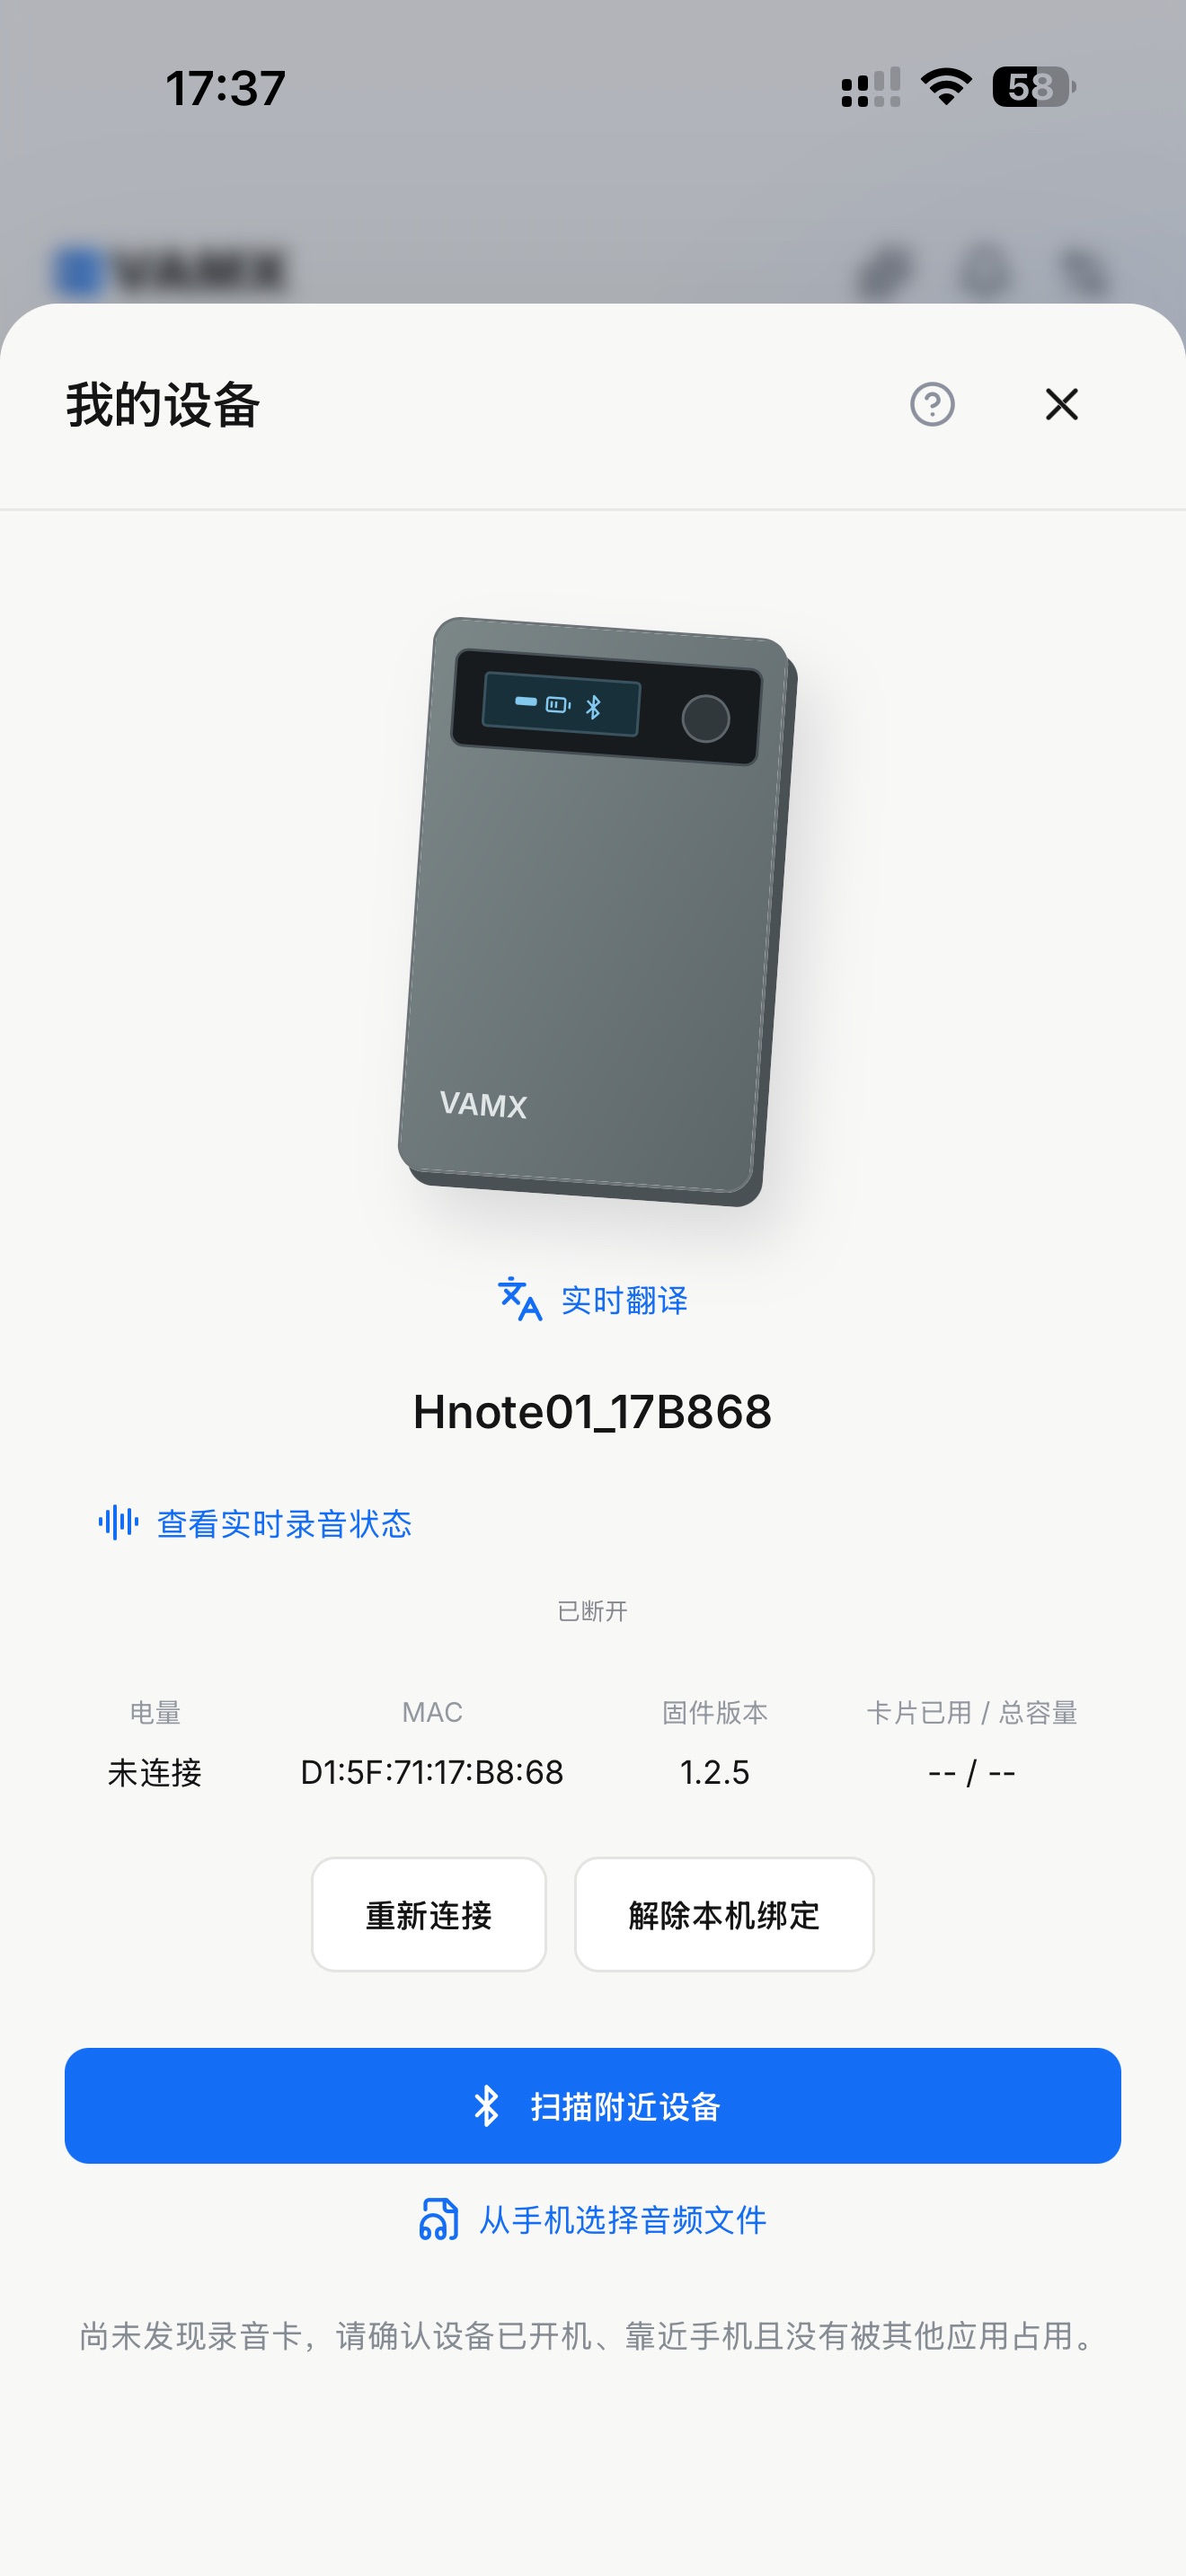 17:37
58
VAMX
我的设备
VAMX
实时翻译
Hnote01_17B868
查看实时录音状态
已断开
电量 MAC 固件版本 卡片已用 / 总容量
未连接 D1:5F:71:17:B8:68 1.2.5 -- / --
重新连接 解除本机绑定
扫描附近设备
从手机选择音频文件
尚未发现录音卡，请确认设备已开机、靠近手机且没有被其他应用占用。